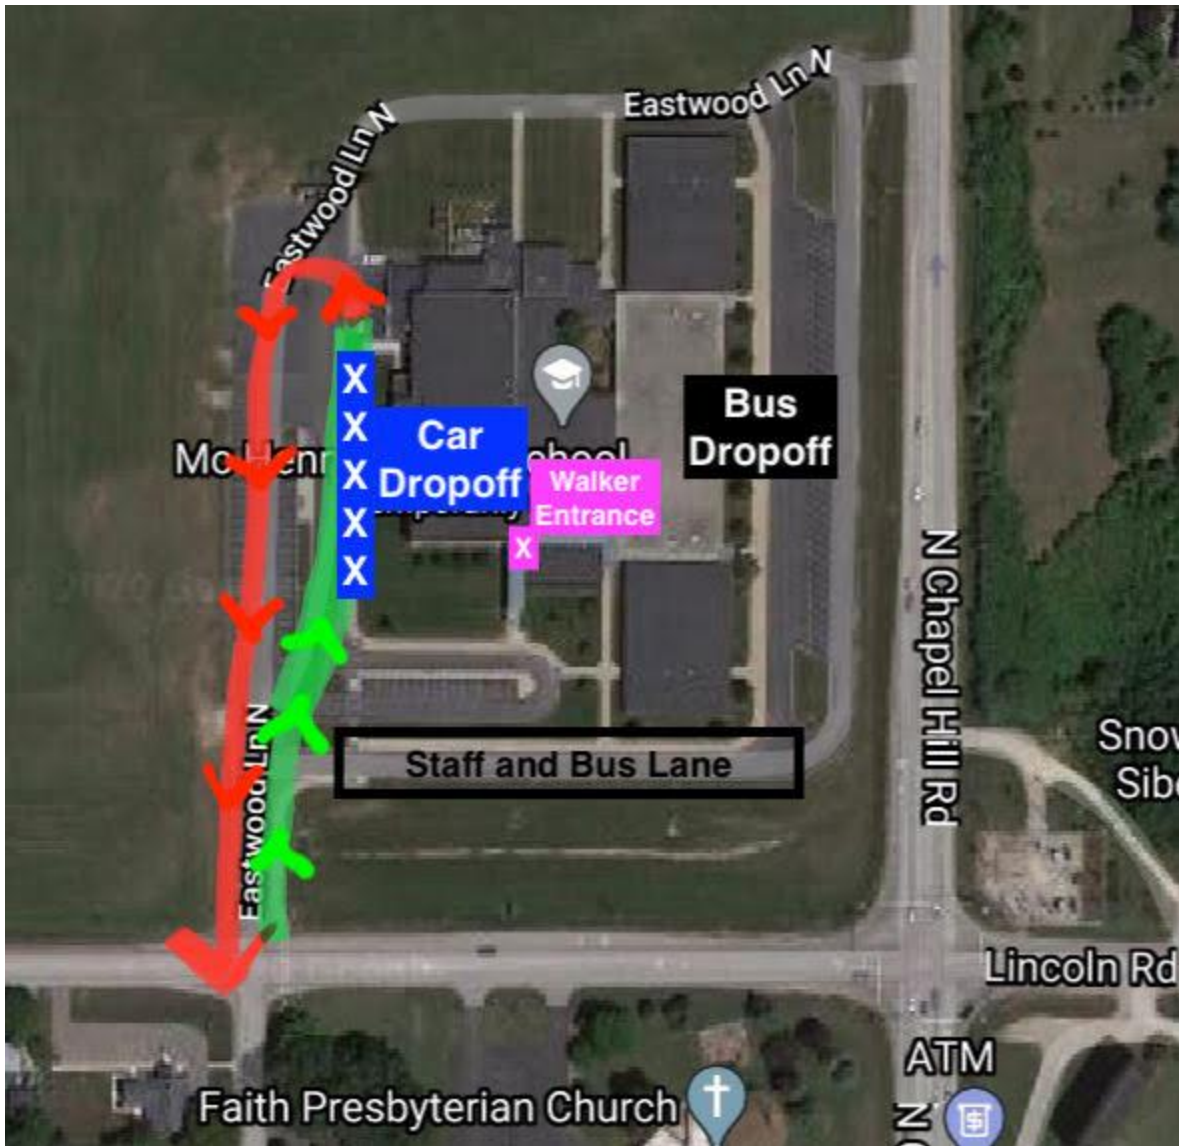 Eastwood Ln N
Eastwood Ln N
Eastwood Ln N
X
X
X
X
X
Car
Dropoff
Bus
Dropoff
Walker
Entrance
X
Staff and Bus Lane
N Chapel Hill Rd
Lincoln Rd
ATM
Faith Presbyterian Church
$